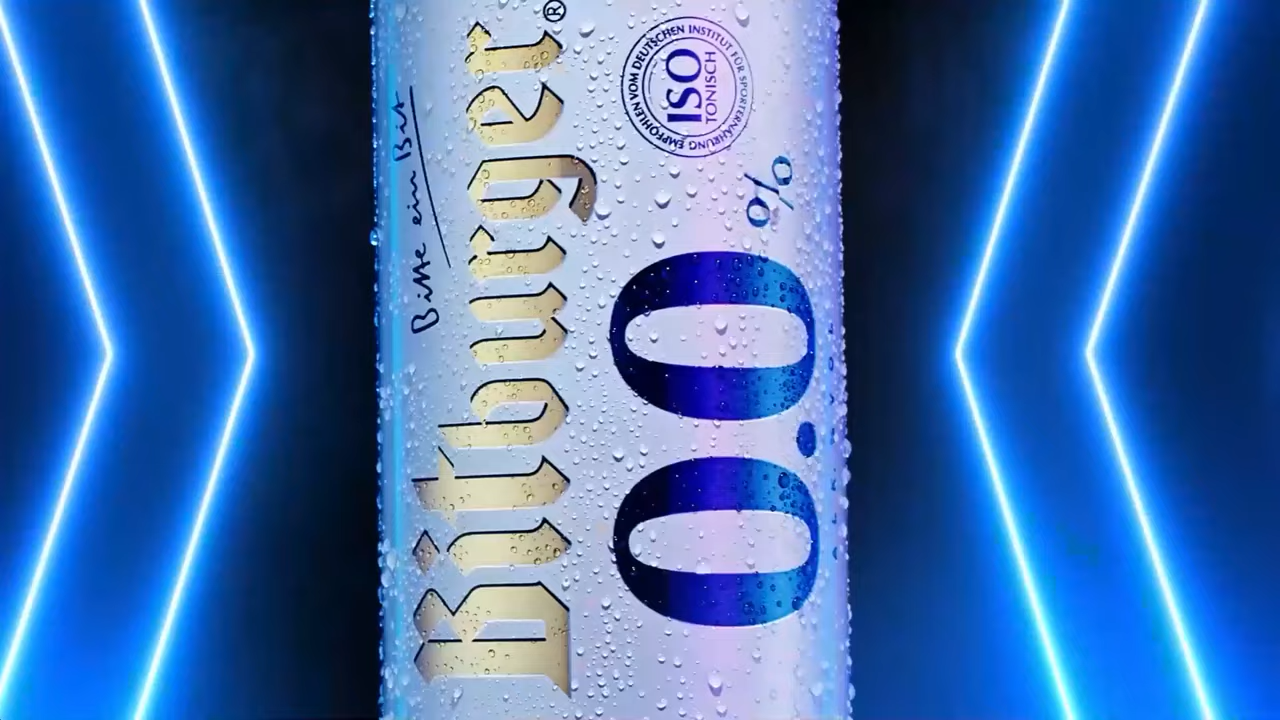 Bitte ein Bit
Bitburger®
0.0%
EMPFOHLEN VOM DEUTSCHEN INSTITUT FÜR SPORTERNÄHRUNG
ISO
TONISCH